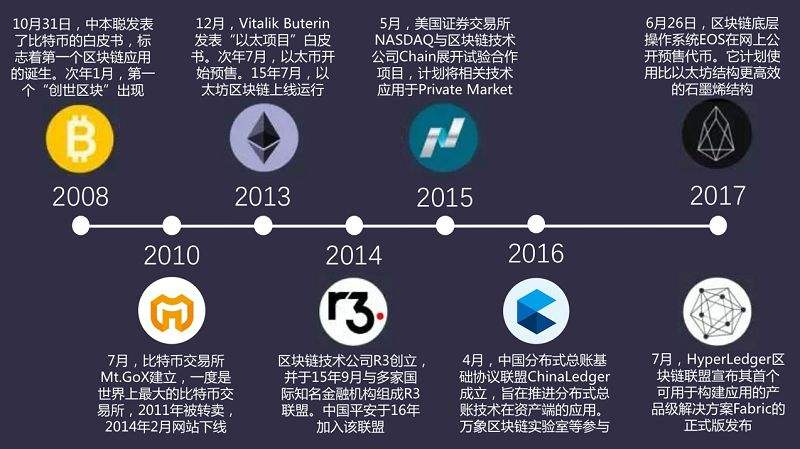 10月31日，中本聪发表
了比特币的白皮书，标
志着第一个区块链应用
的诞生。次年1月，第一
个“创世区块”出现
2008
7月，比特币交易所
Mt.GoX建立，一度是
世界上最大的比特币交
易所，2011年被转卖，
2014年2月网站下线
2010
12月，Vitalik Buterin
发表“以太项目”白皮
书。次年7月，以太币开
始预售。15年7月，以
太坊区块链上线运行
2013
2014
r3.
区块链技术公司R3创立，
并于15年9月与多家国
际知名金融机构组成R3
联盟。中国平安于16年
加入该联盟
5月，美国证券交易所
NASDAQ与区块链技术
公司Chain展开试验合作
项目，计划将相关技术
应用于Private Market
2015
2016
4月，中国分布式总账基
础协议联盟ChinaLedger
成立，旨在推进分布式总
账技术在资产端的应用。
万象区块链实验室等参与
6月26日，区块链底层
操作系统EOS在网上公
开预售代币。它计划使
用比以太坊结构更高效
的石墨烯结构
2017
7月，HyperLedger区
块链联盟宣布其首个
可用于构建应用的产
品级解决方案Fabric的
正式版发布